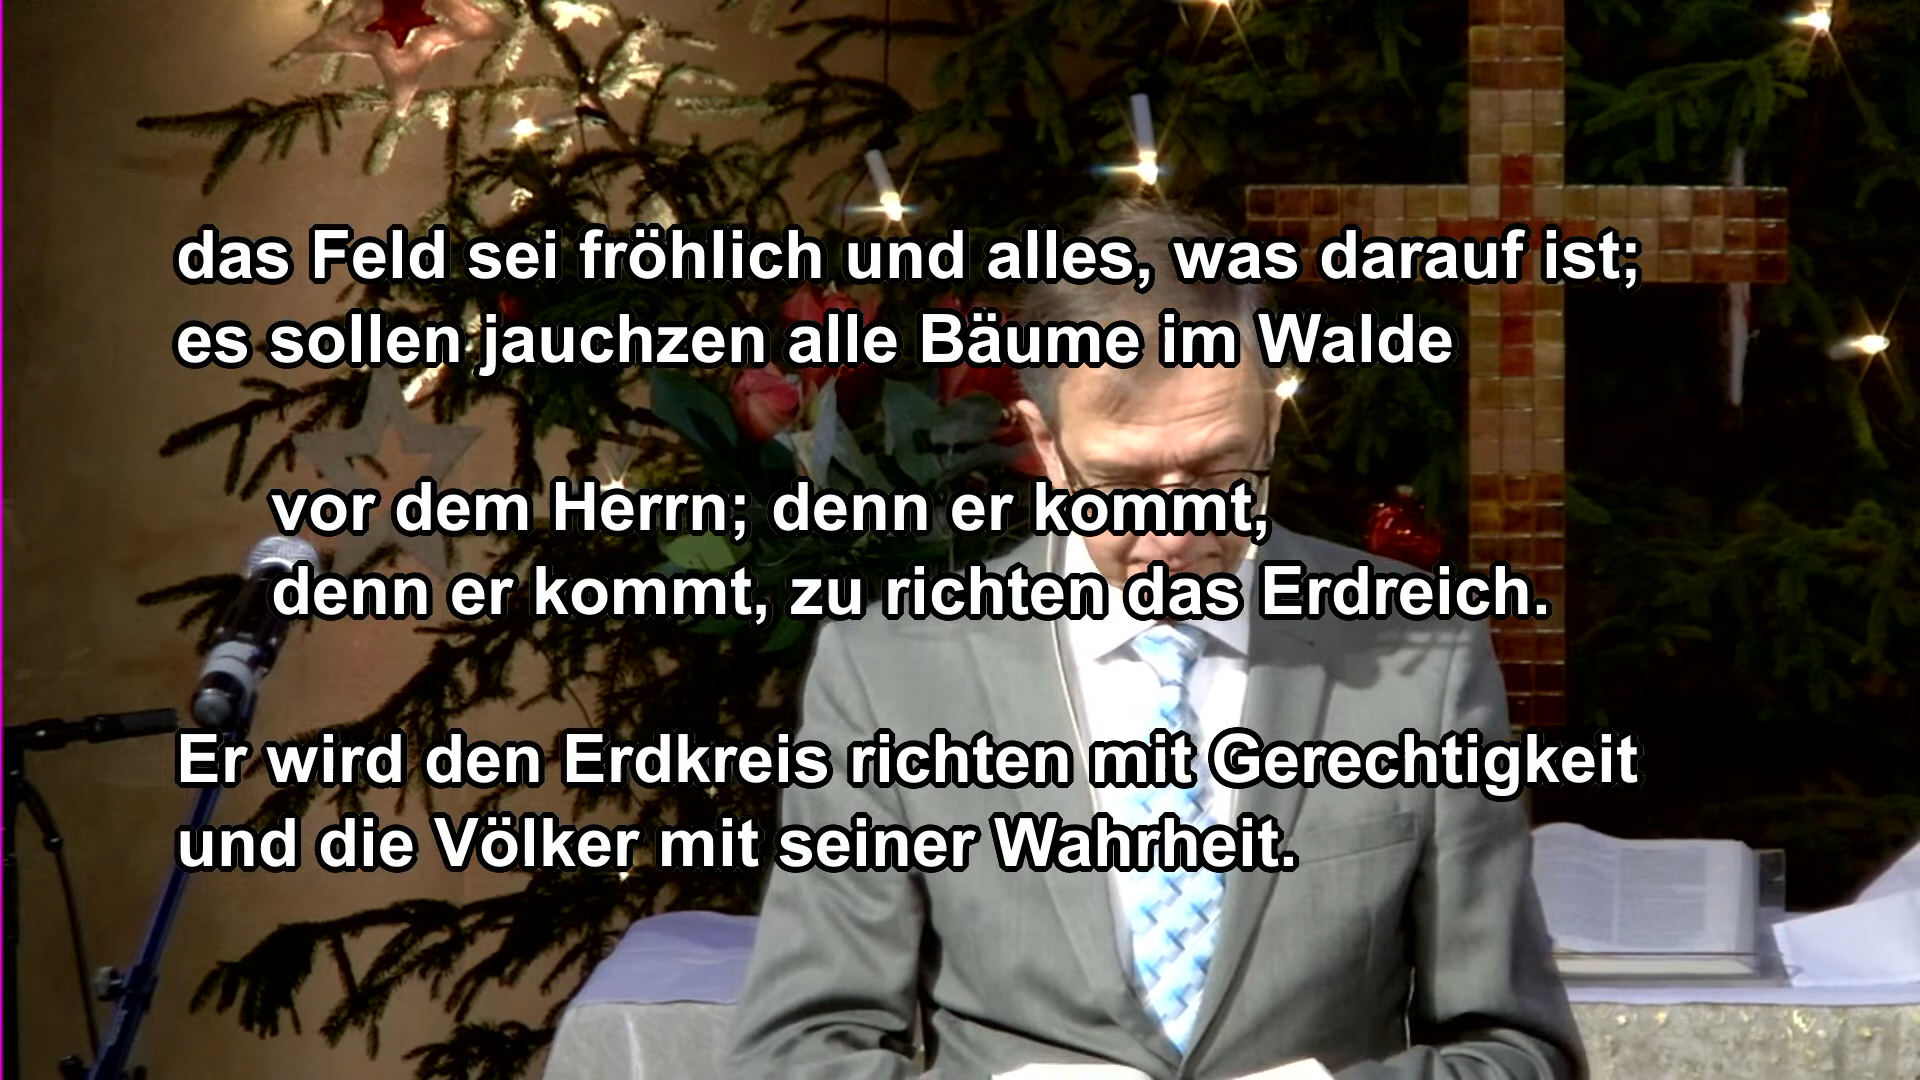 das Feld sei fröhlich und alles, was darauf ist;
es sollen jauchzen alle Bäume im Walde
vor dem Herrn; denn er kommt,
denn er kommt, zu richten das Erdreich.
Er wird den Erdkreis richten mit Gerechtigkeit
und die Völker mit seiner Wahrheit.